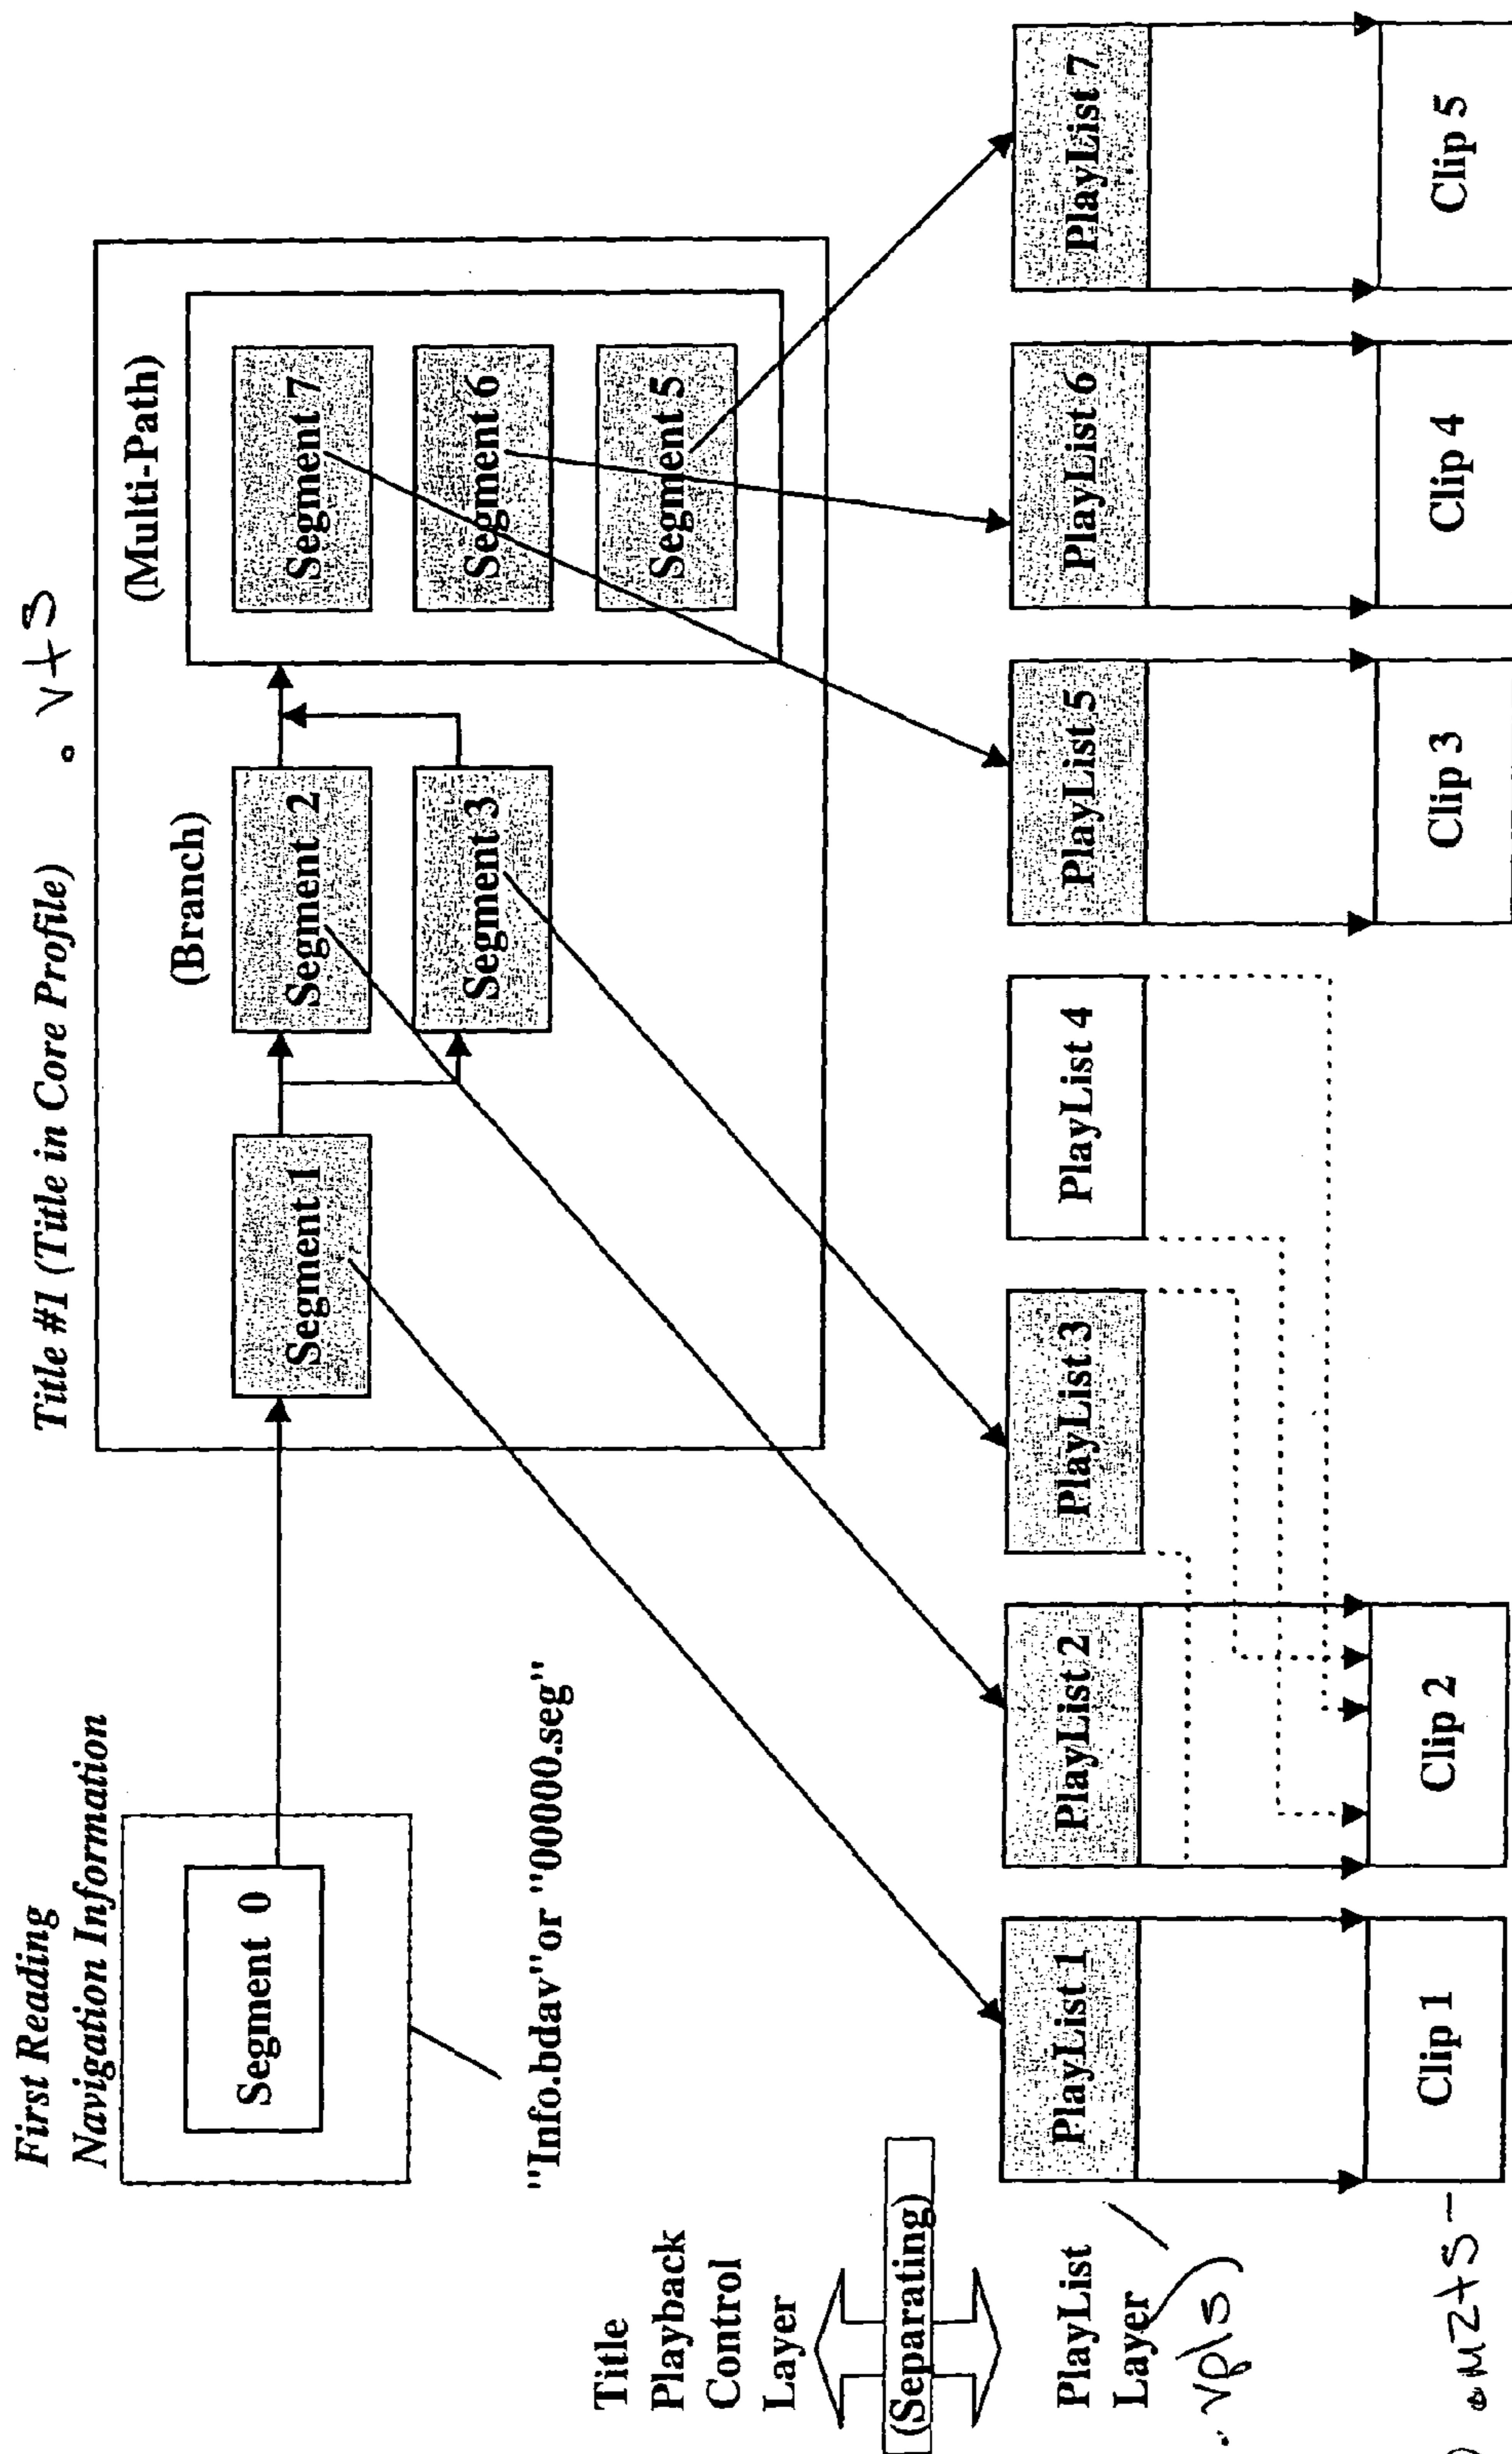 Title #1 (Title in Core Profile)
First Reading
Navigation Information
(Branch)
(Multi-Path)
Segment 0
Segment 1
Segment 2
Segment 7
Segment 3
Segment 6
Segment 5
"Info.bdav"or "00000.seg"
Title
Playback
Control
Layer
(Separating)
PlayList
Layer
.vpls
PlayList 1
PlayList 2
PlayList 3
PlayList 4
PlayList 5
PlayList 6
PlayList 7
Clip 1
Clip 2
Clip 3
Clip 4
Clip 5